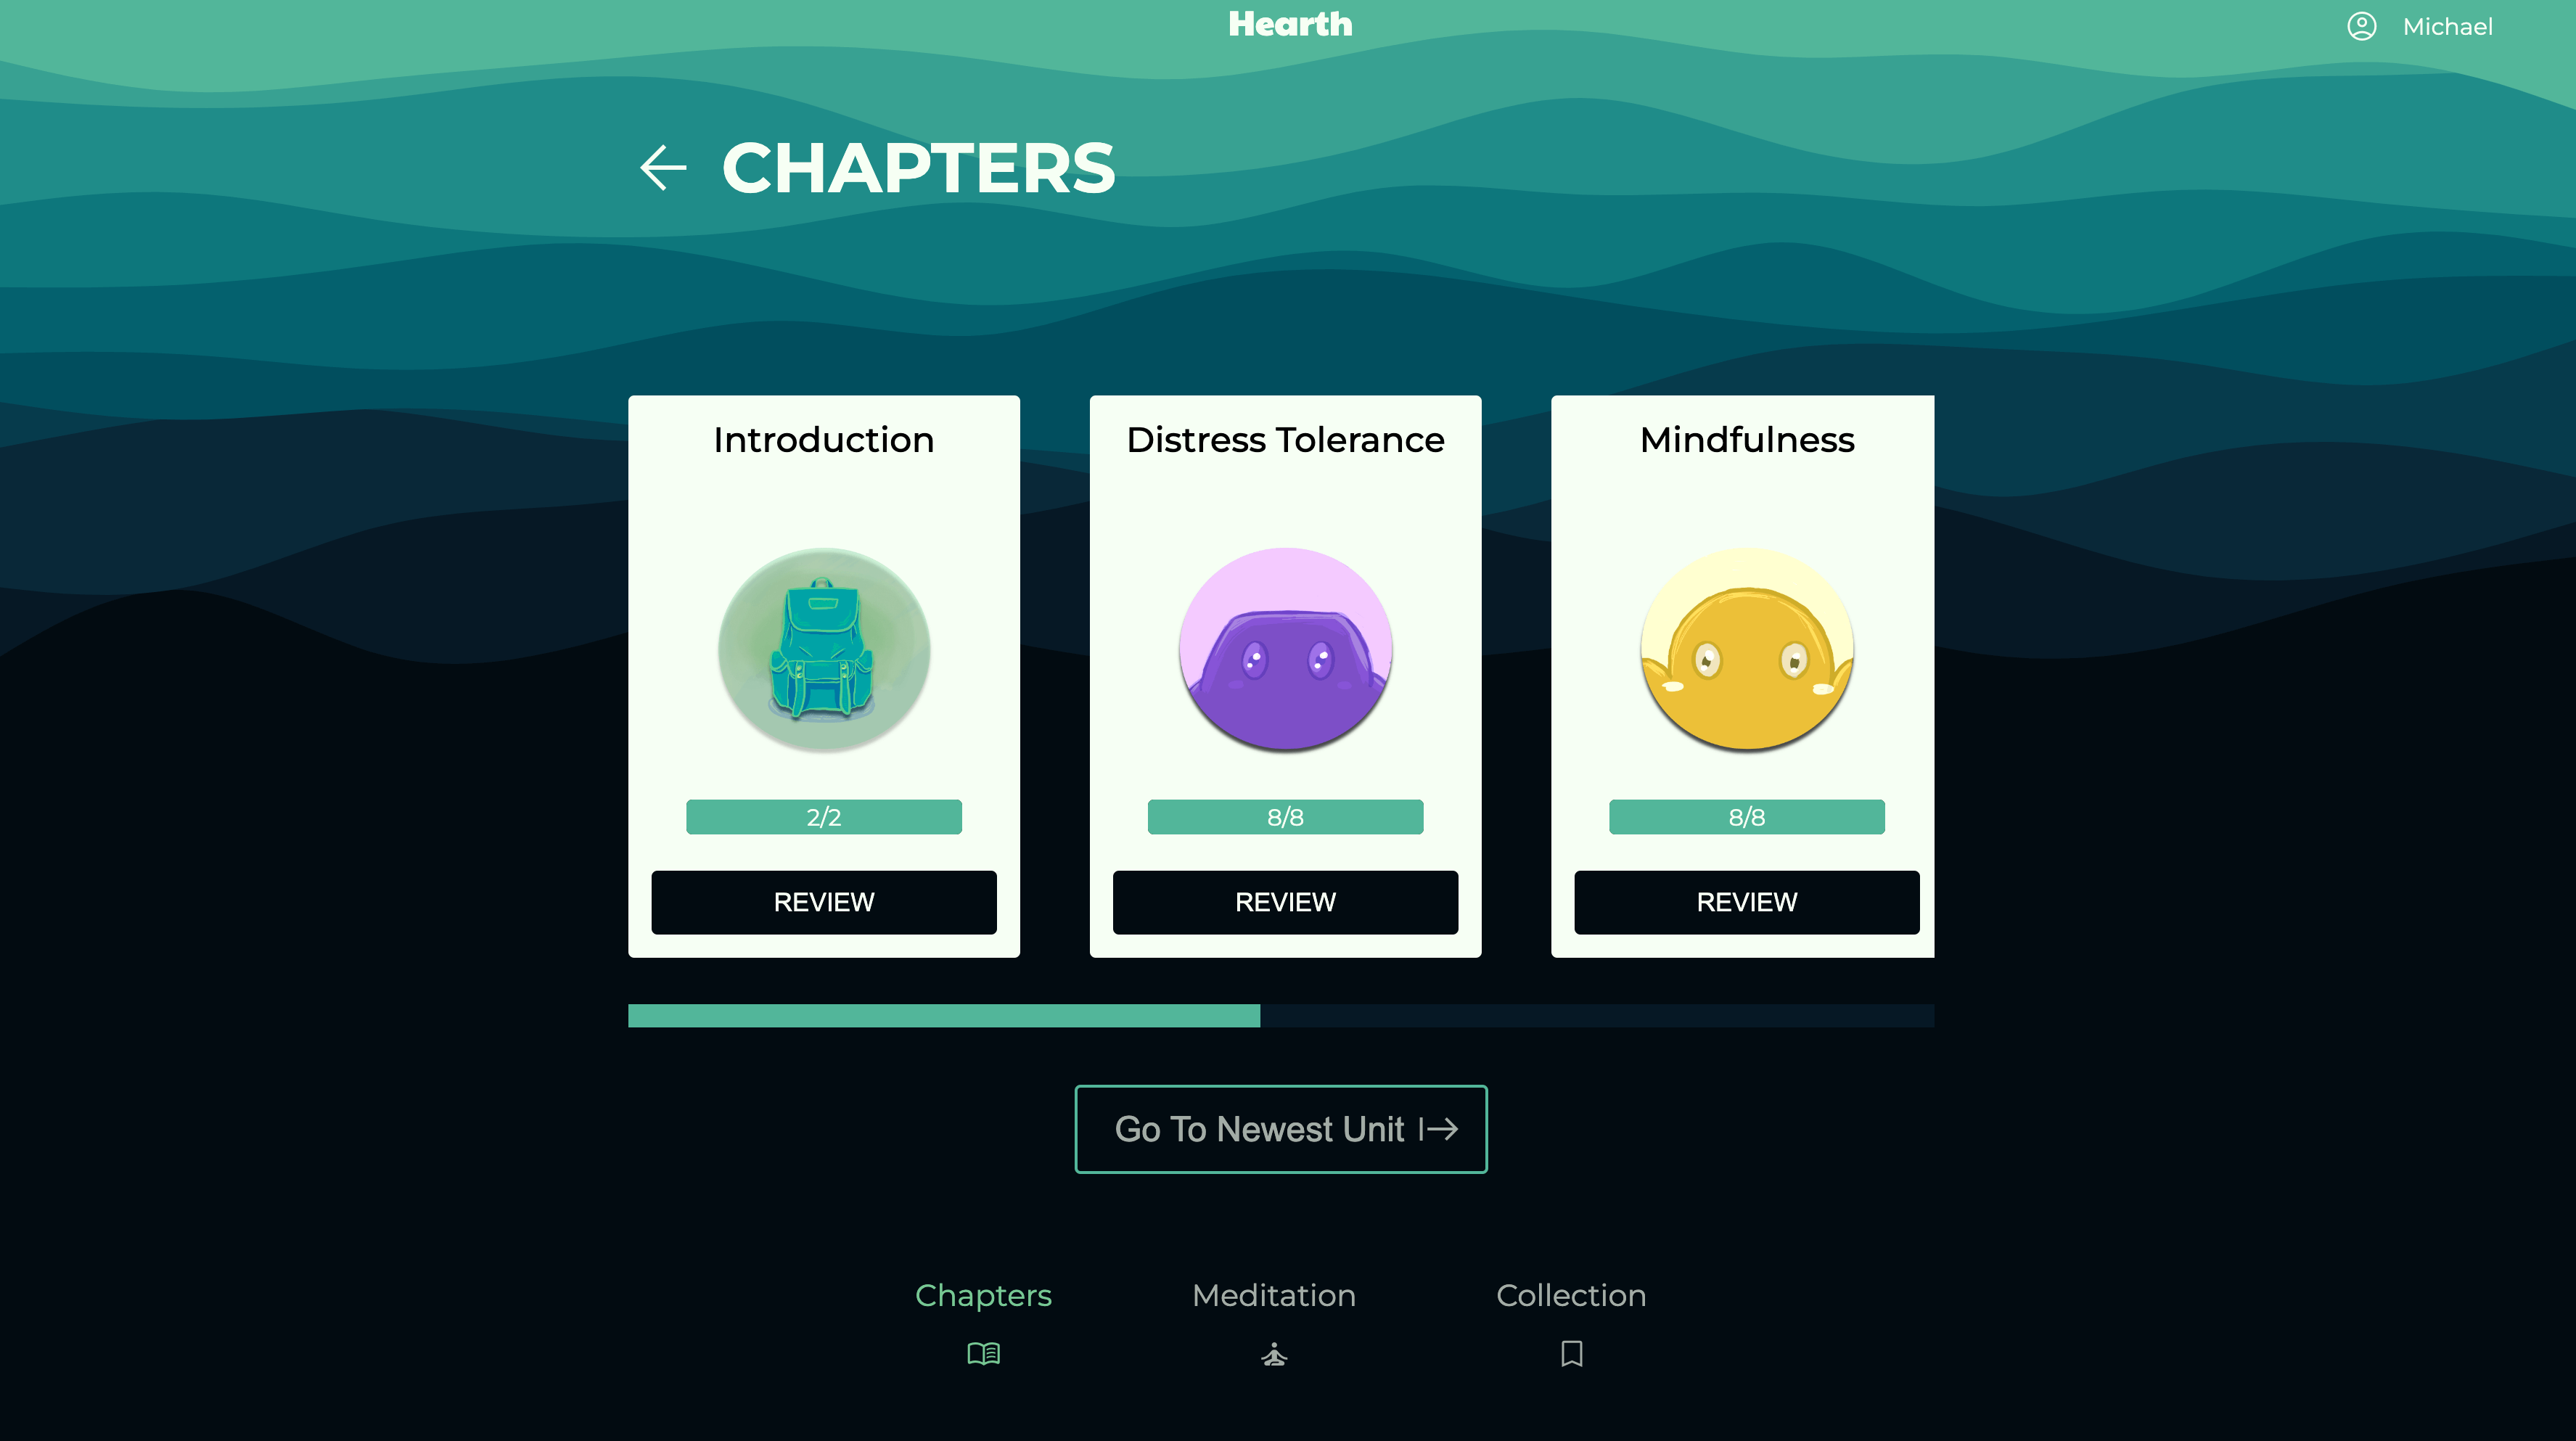 Hearth
Michael
CHAPTERS
Introduction
Distress Tolerance
Mindfulness
2/2
8/8
8/8
REVIEW
REVIEW
REVIEW
Go To Newest Unit
Chapters
Meditation
Collection